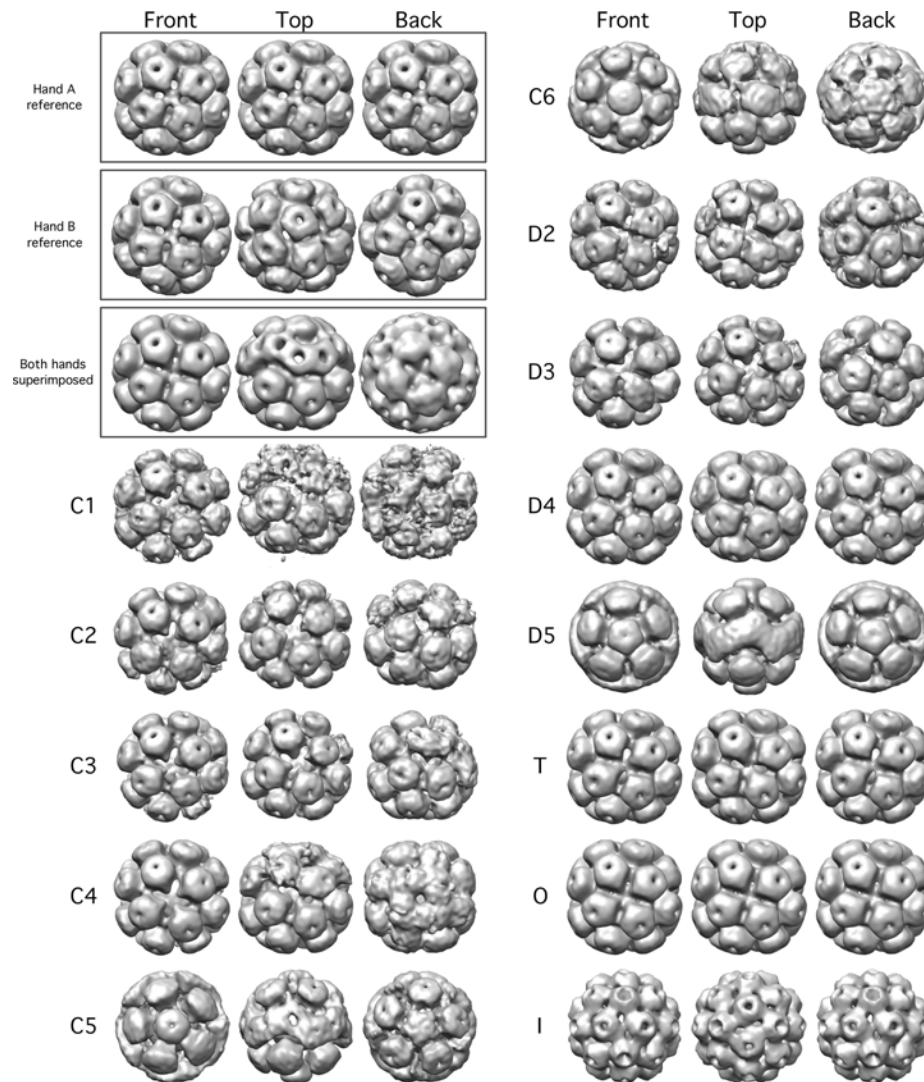 Front Top Back
Hand A
reference
Hand B
reference
Both hands
superimposed
C1
C2
C3
C4
C5
Front Top Back
C6
D2
D3
D4
D5
T
O
I